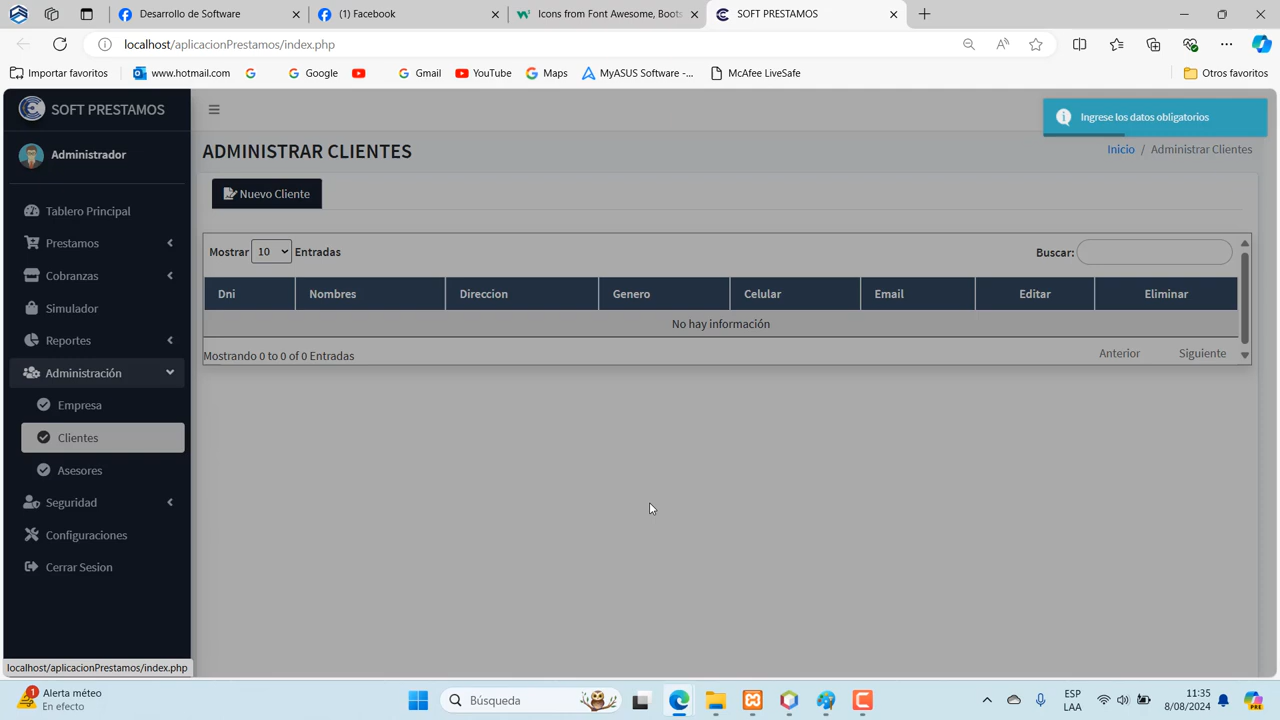 Desarrollo de Software
(1) Facebook
Icons from Font Awesome, Boots
SOFT PRESTAMOS
localhost/aplicacionPrestamos/index.php
Importar favoritos
www.hotmail.com
Google
Gmail
YouTube
Maps
MyASUS Software -...
McAfee LiveSafe
Otros favoritos
SOFT PRESTAMOS
Ingrese los datos obligatorios
Administrador
ADMINISTRAR CLIENTES
Inicio / Administrar Clientes
Nuevo Cliente
Tablero Principal
Prestamos
Cobranzas
Simulador
Reportes
Administración
Empresa
Clientes
Asesores
Seguridad
Configuraciones
Cerrar Sesion
Mostrar 10 Entradas
Buscar:
Dni Nombres Direccion Genero Celular Email Editar Eliminar
No hay información
Mostrando 0 to 0 of 0 Entradas
Anterior Siguiente
localhost/aplicacionPrestamos/index.php
1
Alerta méteo
En efecto
Búsqueda
ESP
LAA
11:35
8/08/2024
PRE